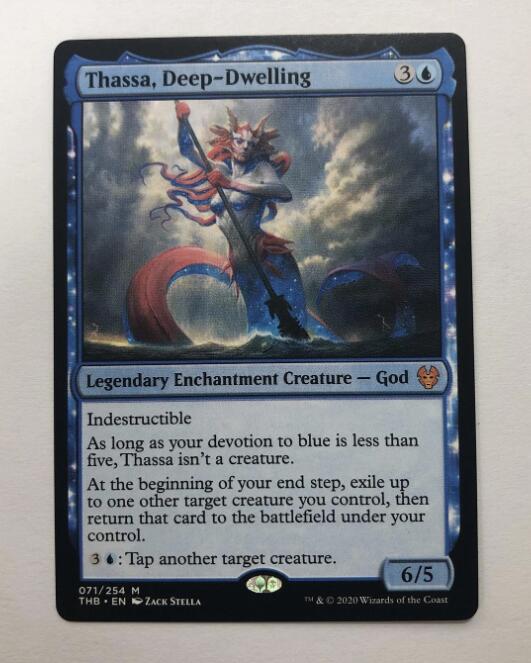 Thassa, Deep-Dwelling 3
Legendary Enchantment Creature — God
Indestructible
As long as your devotion to blue is less than
five, Thassa isn't a creature.
At the beginning of your end step, exile up
to one other target creature you control, then
return that card to the battlefield under your
control.
3 : Tap another target creature.
6/5
071/254 M
THB • EN Zack Stella
™ & © 2020 Wizards of the Coast